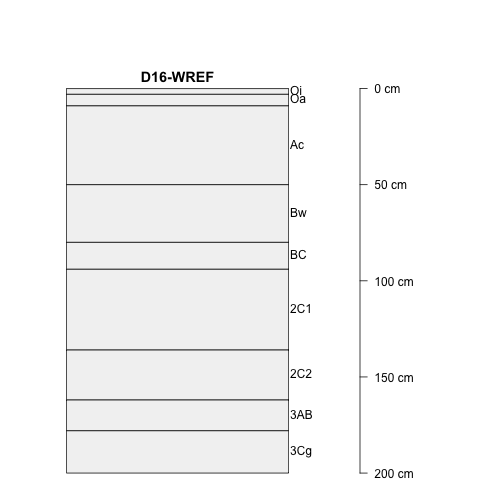 D16-WREF
Oi
Oa
Ac
Bw
BC
2C1
2C2
3AB
3Cg
0 cm
50 cm
100 cm
150 cm
200 cm